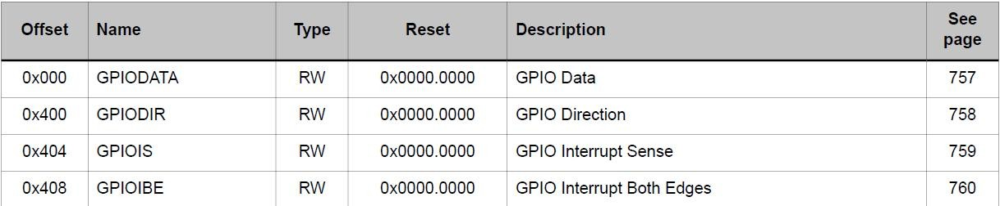 Offset Name Type Reset Description See page
0x000 GPIODATA RW 0x0000.0000 GPIO Data 757
0x400 GPIODIR RW 0x0000.0000 GPIO Direction 758
0x404 GPIOIS RW 0x0000.0000 GPIO Interrupt Sense 759
0x408 GPIOIBE RW 0x0000.0000 GPIO Interrupt Both Edges 760